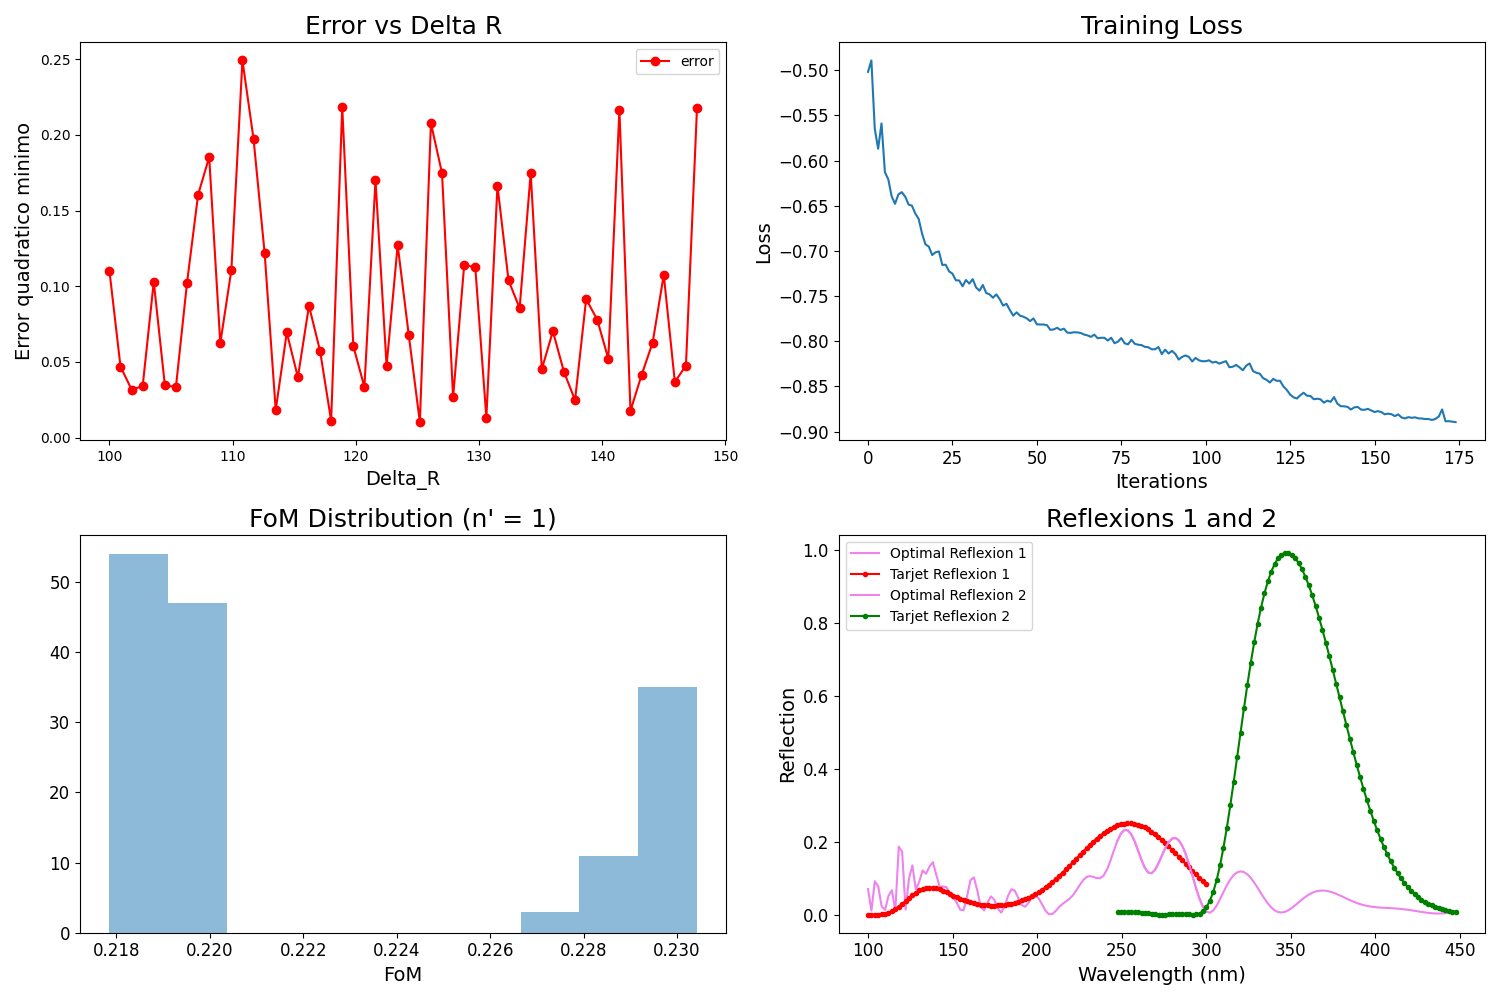 Error vs Delta R
error
Error quadratico minimo
0.25
0.20
0.15
0.10
0.05
0.00
100 110 120 130 140 150
Delta_R
Training Loss
Loss
−0.50
−0.55
−0.60
−0.65
−0.70
−0.75
−0.80
−0.85
−0.90
0 25 50 75 100 125 150 175
Iterations
FoM Distribution (n' = 1)
50
40
30
20
10
0
0.218 0.220 0.222 0.224 0.226 0.228 0.230
FoM
Reflexions 1 and 2
Optimal Reflexion 1
Tarjet Reflexion 1
Optimal Reflexion 2
Tarjet Reflexion 2
Reflection
1.0
0.8
0.6
0.4
0.2
0.0
100 150 200 250 300 350 400 450
Wavelength (nm)